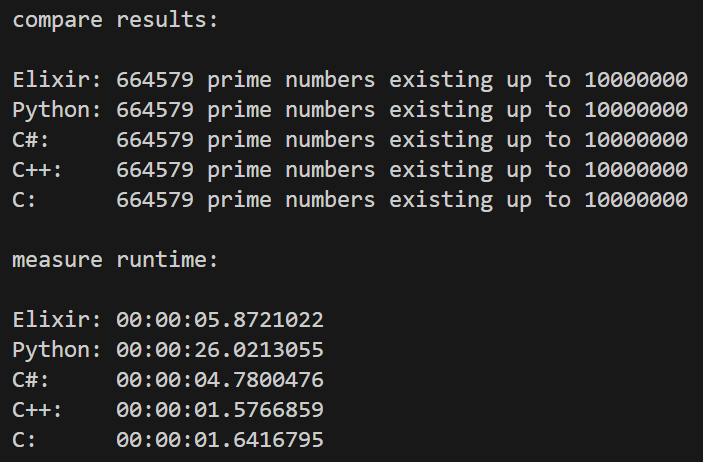 compare results:
Elixir: 664579 prime numbers existing up to 10000000
Python: 664579 prime numbers existing up to 10000000
C#:     664579 prime numbers existing up to 10000000
C++:    664579 prime numbers existing up to 10000000
C:      664579 prime numbers existing up to 10000000
measure runtime:
Elixir: 00:00:05.8721022
Python: 00:00:26.0213055
C#:     00:00:04.7800476
C++:    00:00:01.5766859
C:      00:00:01.6416795